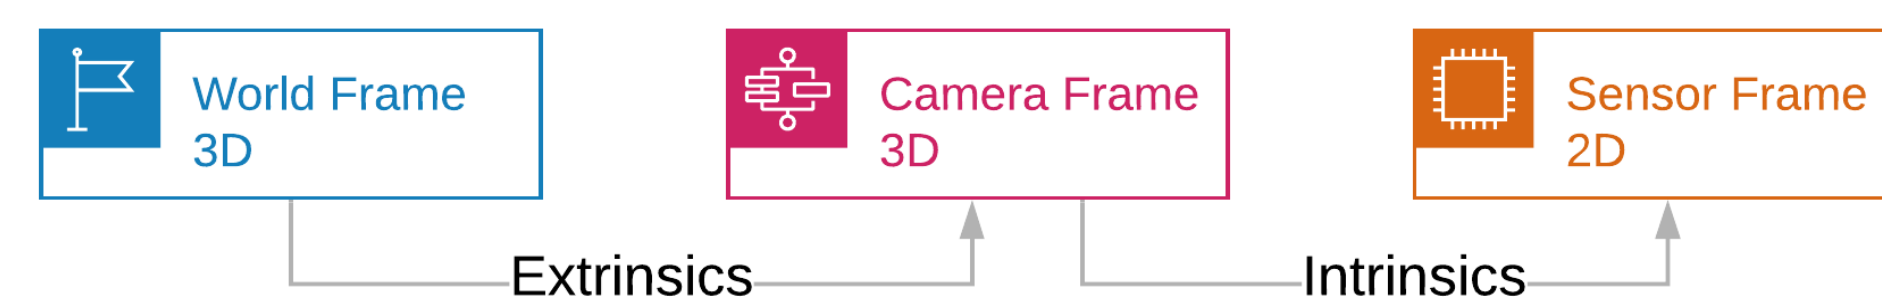 World Frame
3D
Camera Frame
3D
Sensor Frame
2D
Extrinsics
Intrinsics